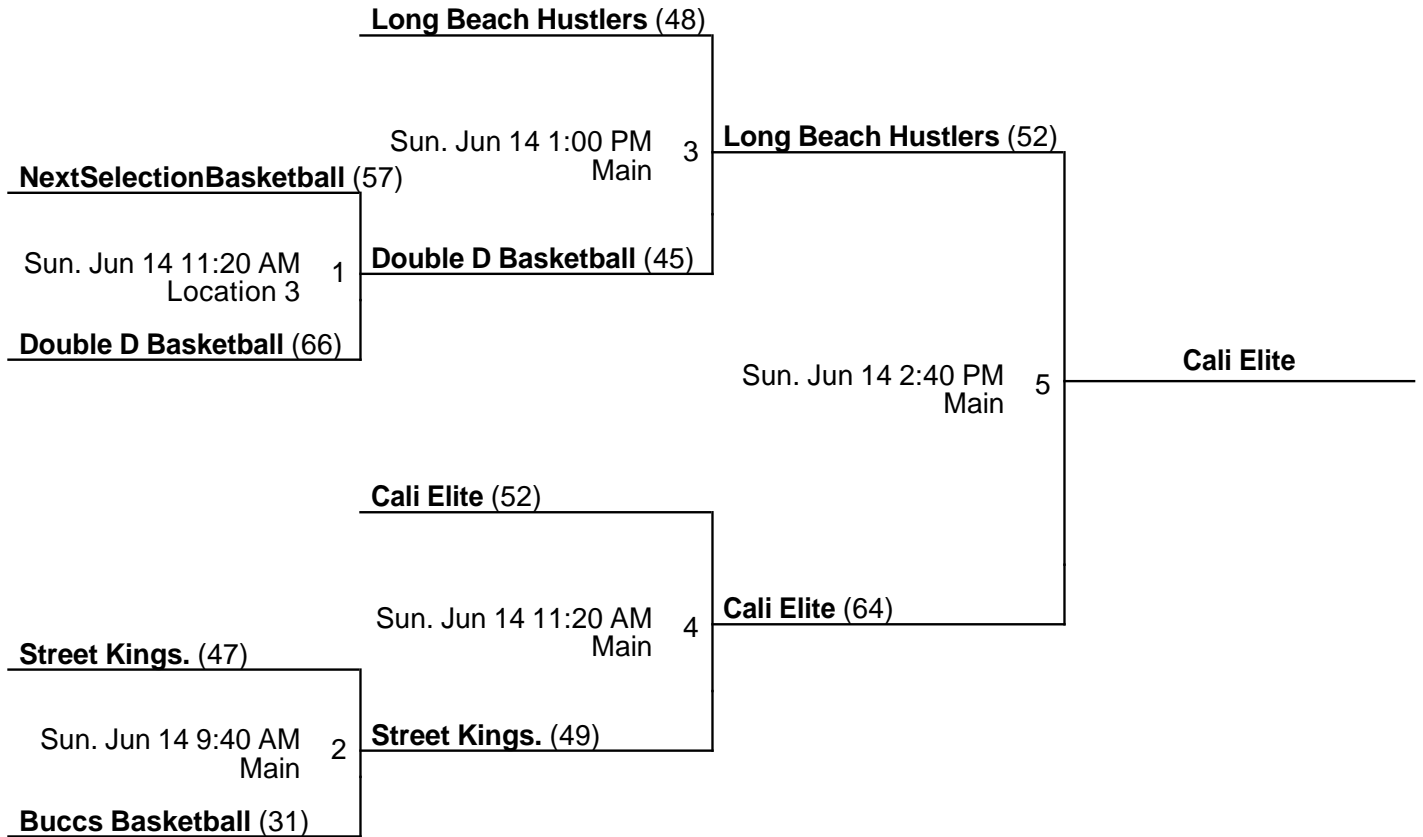 Long Beach Hustlers (48)
Sun. Jun 14 1:00 PM
Main
3
Long Beach Hustlers (52)
NextSelectionBasketball (57)
Sun. Jun 14 11:20 AM
Location 3
1
Double D Basketball (45)
Double D Basketball (66)
Sun. Jun 14 2:40 PM
Main
5
Cali Elite
Cali Elite (52)
Sun. Jun 14 11:20 AM
Main
4
Cali Elite (64)
Street Kings. (47)
Sun. Jun 14 9:40 AM
Main
2
Street Kings. (49)
Buccs Basketball (31)